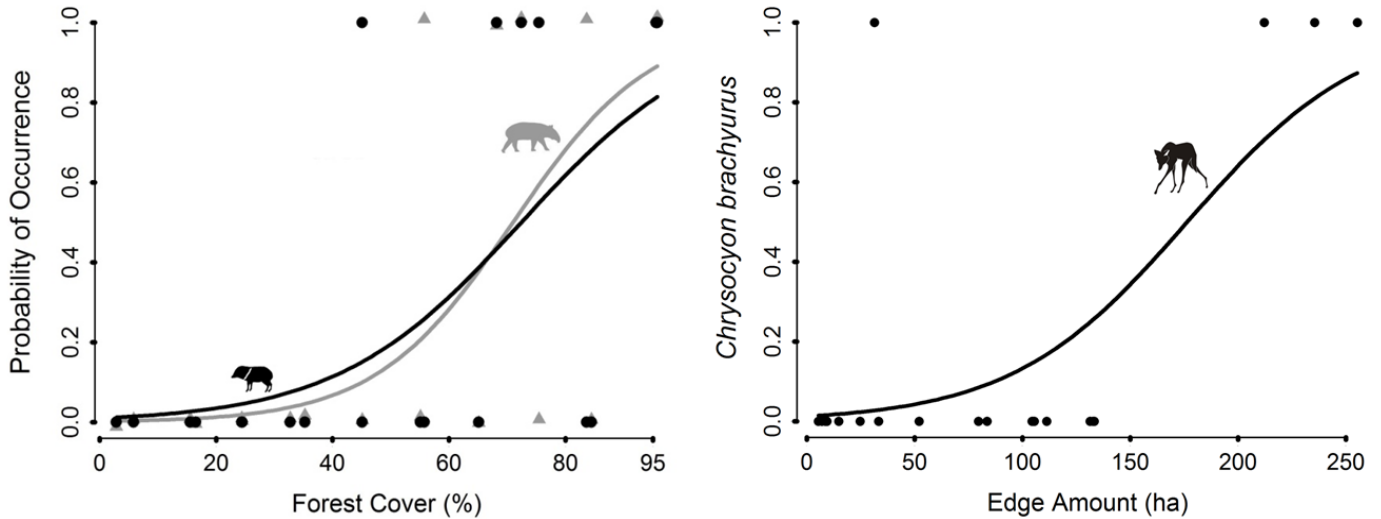 Probability of Occurrence
1.0
0.8
0.6
0.4
0.2
0.0
0 20 40 60 80 95
Forest Cover (%)
Chrysocyon brachyurus
1.0
0.8
0.6
0.4
0.2
0.0
0 50 100 150 200 250
Edge Amount (ha)